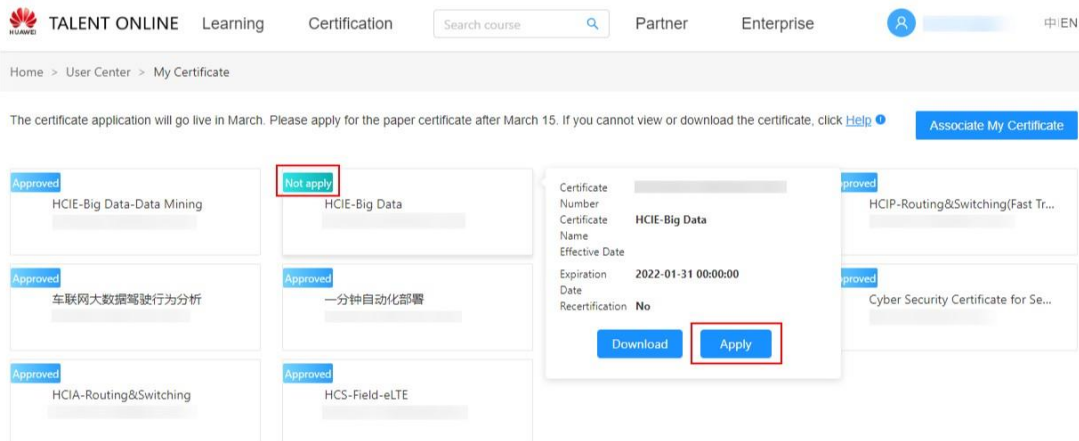 HUAWEI
TALENT ONLINE
Learning
Certification
Search course
Partner
Enterprise
中|EN
Home > User Center > My Certificate
The certificate application will go live in March. Please apply for the paper certificate after March 15. If you cannot view or download the certificate, click Help
Associate My Certificate
Approved
HCIE-Big Data-Data Mining
Not apply
HCIE-Big Data
Certificate Number
Certificate Name
HCIE-Big Data
Effective Date
Expiration Date
2022-01-31 00:00:00
Recertification No
Download
Apply
proved
HCIP-Routing&Switching(Fast Tr...
Approved
车联网大数据驾驶行为分析
Approved
一分钟自动化部署
proved
Cyber Security Certificate for Se...
Approved
HCIA-Routing&Switching
Approved
HCS-Field-eLTE